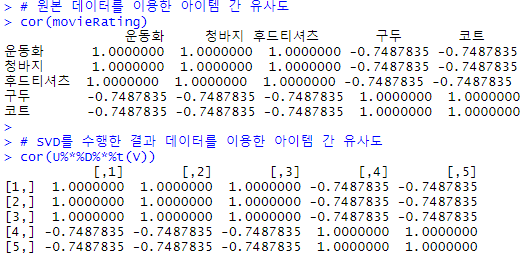 > # 원본 데이터를 이용한 아이템 간 유사도
> cor(movieRating)
운동화 청바지 후드티셔츠 구두 코트
운동화 1.0000000 1.0000000 1.0000000 -0.7487835 -0.7487835
청바지 1.0000000 1.0000000 1.0000000 -0.7487835 -0.7487835
후드티셔츠 1.0000000 1.0000000 1.0000000 -0.7487835 -0.7487835
구두 -0.7487835 -0.7487835 -0.7487835 1.0000000 1.0000000
코트 -0.7487835 -0.7487835 -0.7487835 1.0000000 1.0000000
>
> # SVD를 수행한 결과 데이터를 이용한 아이템 간 유사도
> cor(U%*%D%*%t(V))
[,1] [,2] [,3] [,4] [,5]
[1,] 1.0000000 1.0000000 1.0000000 -0.7487835 -0.7487835
[2,] 1.0000000 1.0000000 1.0000000 -0.7487835 -0.7487835
[3,] 1.0000000 1.0000000 1.0000000 -0.7487835 -0.7487835
[4,] -0.7487835 -0.7487835 -0.7487835 1.0000000 1.0000000
[5,] -0.7487835 -0.7487835 -0.7487835 1.0000000 1.0000000